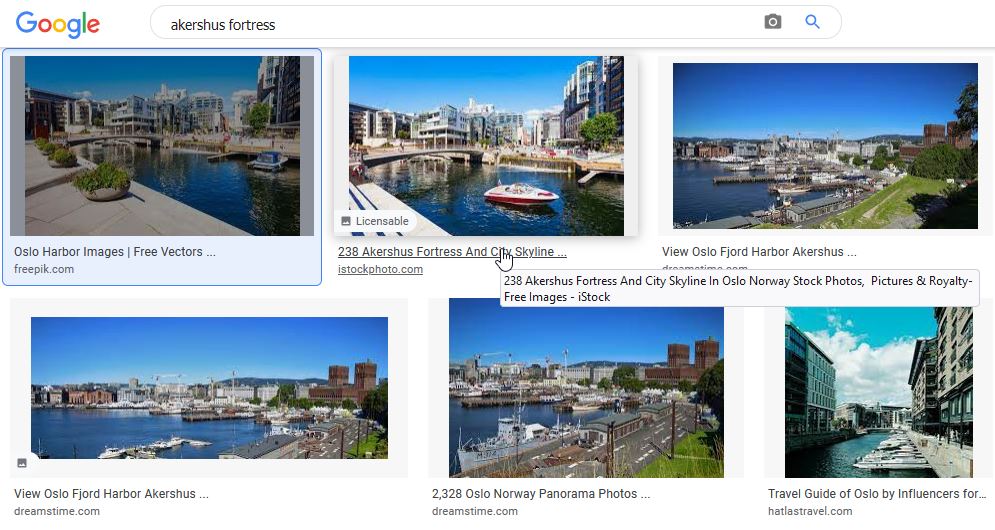 Google
akershus fortress
Licensable
Oslo Harbor Images | Free Vectors ...
freepik.com
238 Akershus Fortress And City Skyline ...
istockphoto.com
View Oslo Fjord Harbor Akershus ...
dreamstime.com
238 Akershus Fortress And City Skyline In Oslo Norway Stock Photos, Pictures & Royalty-
Free Images - iStock
View Oslo Fjord Harbor Akershus ...
dreamstime.com
2,328 Oslo Norway Panorama Photos ...
dreamstime.com
Travel Guide of Oslo by Influencers for...
hatlastravel.com